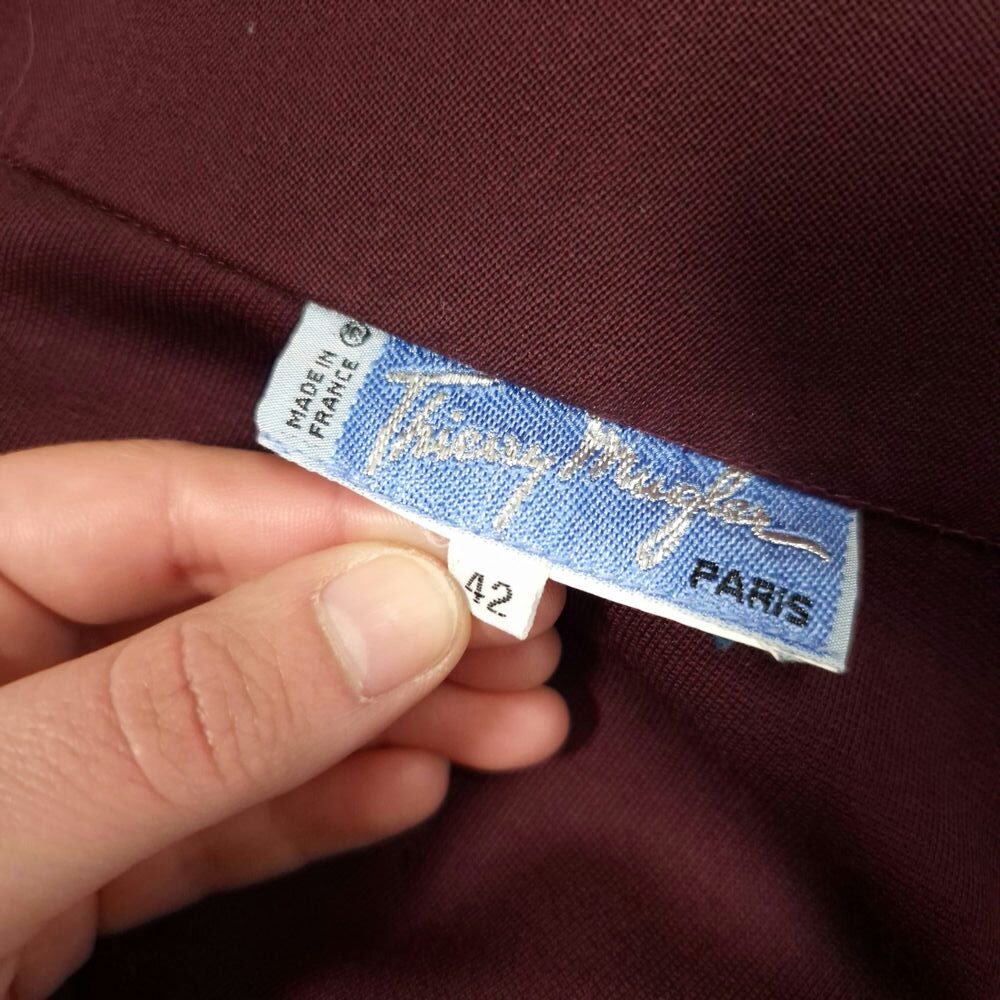 MADE IN
FRANCE
Thierry Mugler
PARIS
42